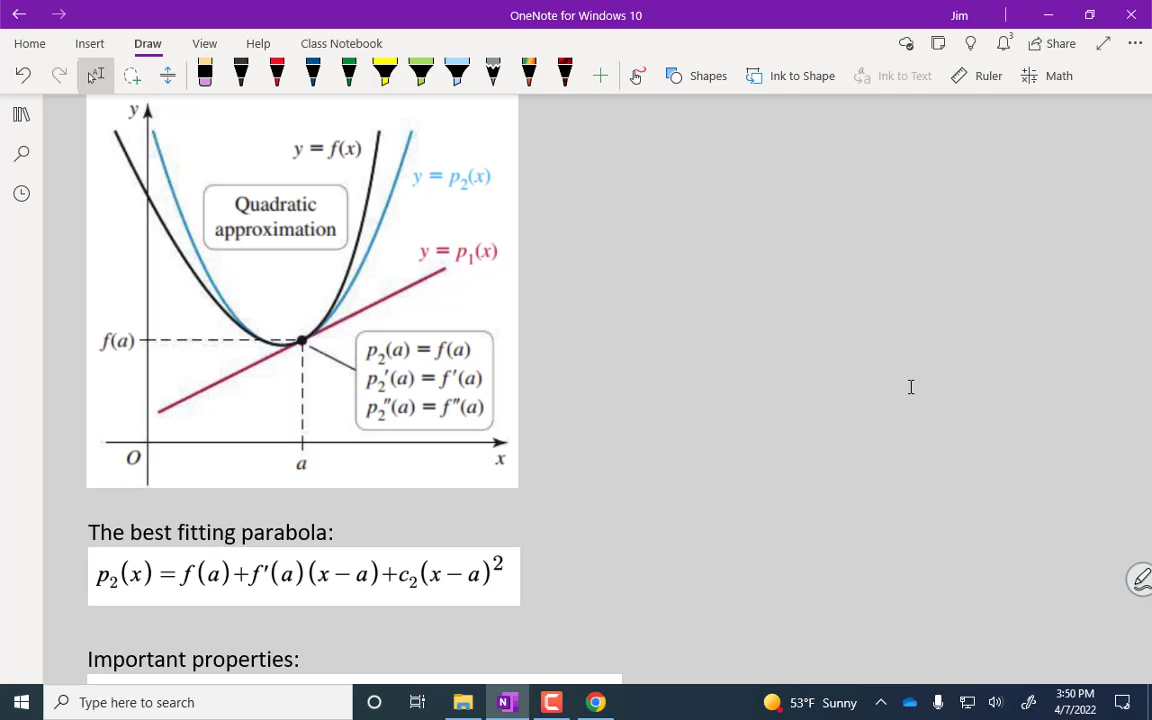 OneNote for Windows 10
Jim
Home Insert Draw View Help Class Notebook
Share
Shapes Ink to Shape Ink to Text Ruler Math
y
y = f(x)
y = p₂(x)
Quadratic
approximation
y = p₁(x)
f(a)
p₂(a) = f(a)
p₂′(a) = f′(a)
p₂″(a) = f″(a)
O
a
x
The best fitting parabola:
p₂(x) = f(a)+f′(a)(x − a)+c₂(x − a)²
Important properties:
Type here to search
53°F Sunny
3:50 PM
4/7/2022